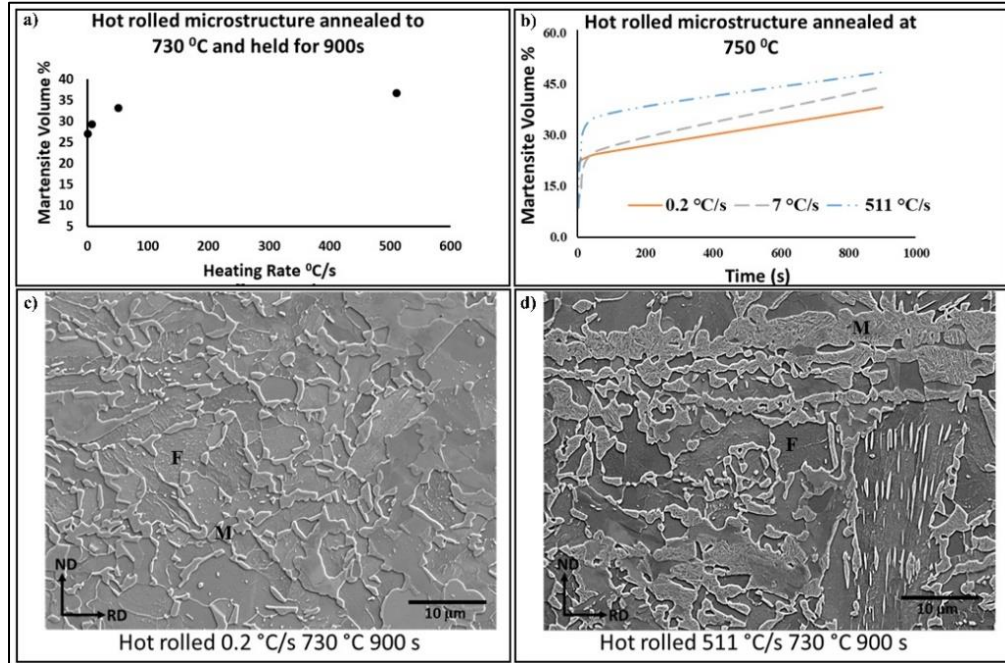 a)
Hot rolled microstructure annealed to
730 ⁰C and held for 900s
Martensite Volume %
40
35
30
25
20
15
10
5
0 100 200 300 400 500 600
Heating Rate ⁰C/s
b)
Hot rolled microstructure annealed at
750 ⁰C
Martensite Volume %
60.0
45.0
30.0
15.0
0.0
0.2 °C/s 7 °C/s 511 °C/s
0 200 400 600 800 1000
Time (s)
c)
F
M
ND
RD
10 µm
Hot rolled 0.2 °C/s 730 °C 900 s
d)
M
F
ND
RD
10 µm
Hot rolled 511 °C/s 730 °C 900 s